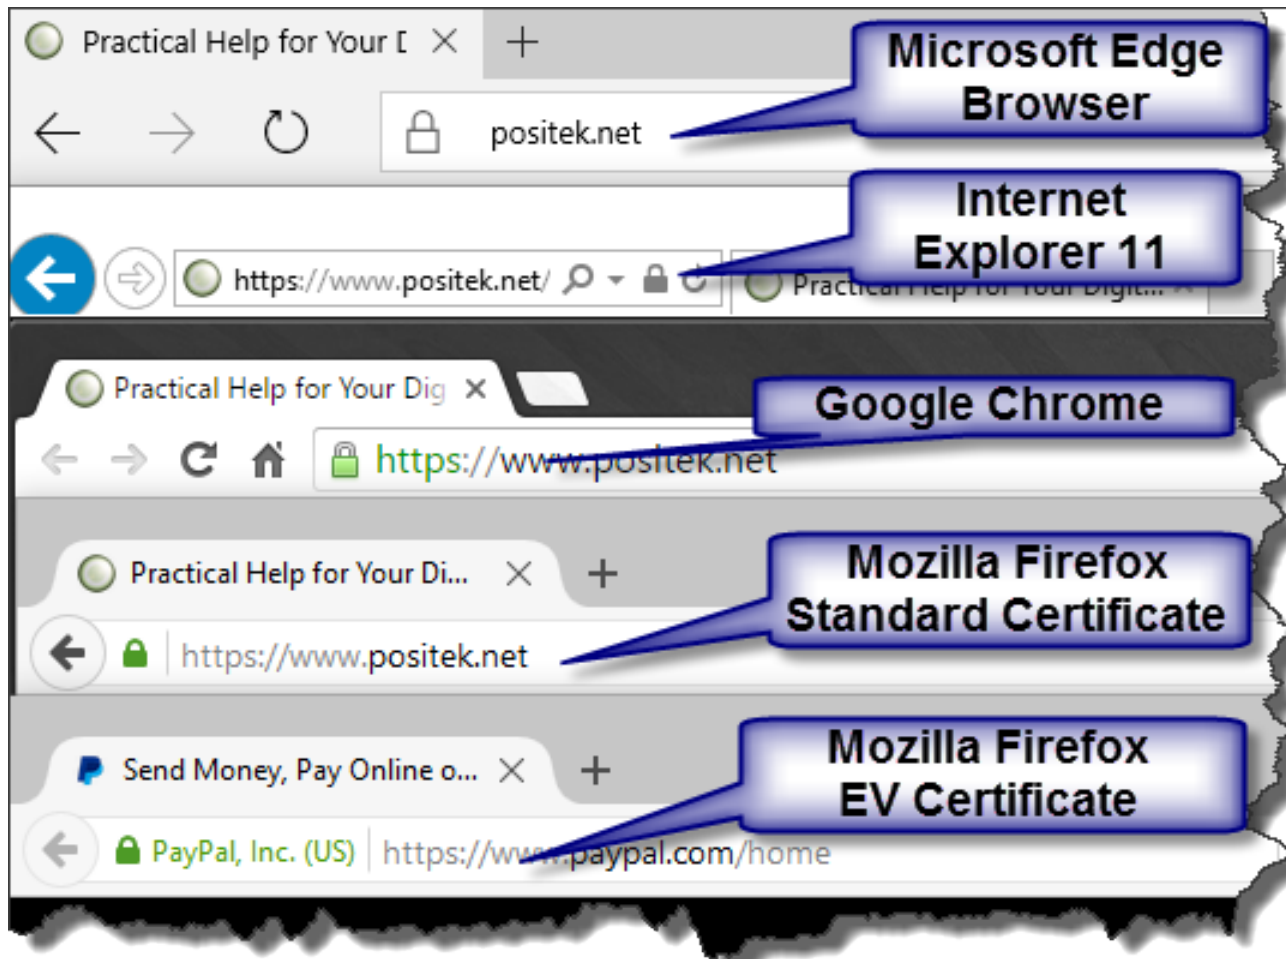 Practical Help for Your D
Microsoft Edge
Browser
positek.net
Internet
Explorer 11
https://www.positek.net/
Practical Help for Your Digit...
Practical Help for Your Dig
Google Chrome
https://www.positek.net
Mozilla Firefox
Standard Certificate
Practical Help for Your Di...
https://www.positek.net
Mozilla Firefox
EV Certificate
Send Money, Pay Online o...
PayPal, Inc. (US)
https://www.paypal.com/home